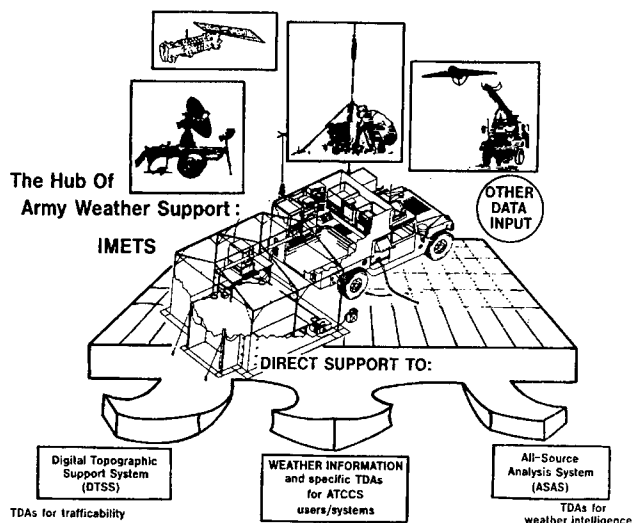 The Hub Of
Army Weather Support :
IMETS
OTHER
DATA
INPUT
DIRECT SUPPORT TO:
Digital Topographic
Support System
(DTSS)
TDAs for trafficability
WEATHER INFORMATION
and specific TDAs
for ATCCS
users/systems
All-Source
Analysis System
(ASAS)
TDAs for
weather intelligence